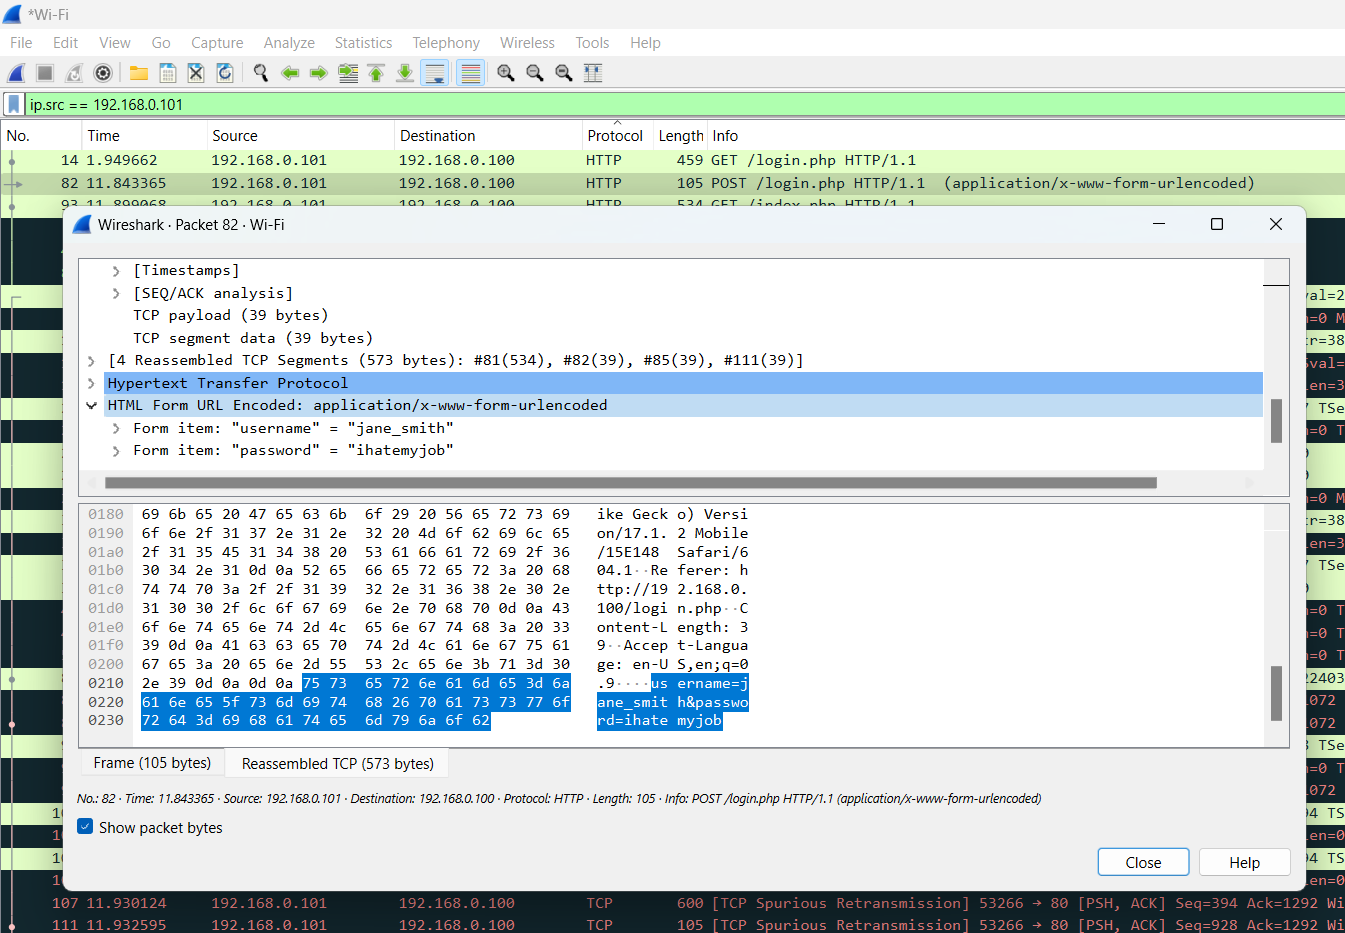 *Wi-Fi
File Edit View Go Capture Analyze Statistics Telephony Wireless Tools Help
ip.src == 192.168.0.101
No. Time Source Destination Protocol Length Info
14 1.949662 192.168.0.101 192.168.0.100 HTTP 459 GET /login.php HTTP/1.1
82 11.843365 192.168.0.101 192.168.0.100 HTTP 105 POST /login.php HTTP/1.1 (application/x-www-form-urlencoded)
93 11.899068 192.168.0.101 192.168.0.100 HTTP 534 GET /index.php HTTP/1.1
Wireshark · Packet 82 · Wi-Fi
[Timestamps]
[SEQ/ACK analysis]
TCP payload (39 bytes)
TCP segment data (39 bytes)
[4 Reassembled TCP Segments (573 bytes): #81(534), #82(39), #85(39), #111(39)]
Hypertext Transfer Protocol
HTML Form URL Encoded: application/x-www-form-urlencoded
Form item: "username" = "jane_smith"
Form item: "password" = "ihatemyjob"
0180 69 6b 65 20 47 65 63 6b 6f 29 20 56 65 72 73 69 ike Geck o) Versi
0190 6f 6e 2f 31 37 2e 31 2e 32 20 4d 6f 62 69 6c 65 on/17.1. 2 Mobile
01a0 2f 31 35 45 31 34 38 20 53 61 66 61 72 69 2f 36 /15E148 Safari/6
01b0 30 34 2e 31 0d 0a 52 65 66 65 72 65 72 3a 20 68 04.1··Re ferer: h
01c0 74 74 70 3a 2f 2f 31 39 32 2e 31 36 38 2e 30 2e ttp://19 2.168.0.
01d0 31 30 30 2f 6c 6f 67 69 6e 2e 70 68 70 0d 0a 43 100/logi n.php··C
01e0 6f 6e 74 65 6e 74 2d 4c 65 6e 67 74 68 3a 20 33 ontent-L ength: 3
01f0 39 0d 0a 41 63 63 65 70 74 2d 4c 61 6e 67 75 61 9··Accep t-Langua
0200 67 65 3a 20 65 6e 2d 55 53 2c 65 6e 3b 71 3d 30 ge: en-U S,en;q=0
0210 2e 39 0d 0a 0d 0a 75 73 65 72 6e 61 6d 65 3d 6a .9····us ername=j
0220 61 6e 65 5f 73 6d 69 74 68 26 70 61 73 73 77 6f ane_smit h&passwo
0230 72 64 3d 69 68 61 74 65 6d 79 6a 6f 62 rd=ihate myjob
Frame (105 bytes) Reassembled TCP (573 bytes)
No.: 82 · Time: 11.843365 · Source: 192.168.0.101 · Destination: 192.168.0.100 · Protocol: HTTP · Length: 105 · Info: POST /login.php HTTP/1.1 (application/x-www-form-urlencoded)
Show packet bytes
Close Help
107 11.930124 192.168.0.101 192.168.0.100 TCP 600 [TCP Spurious Retransmission] 53266 → 80 [PSH, ACK] Seq=394 Ack=1292 Wi
111 11.932595 192.168.0.101 192.168.0.100 TCP 105 [TCP Spurious Retransmission] 53266 → 80 [PSH, ACK] Seq=928 Ack=1292 Wi